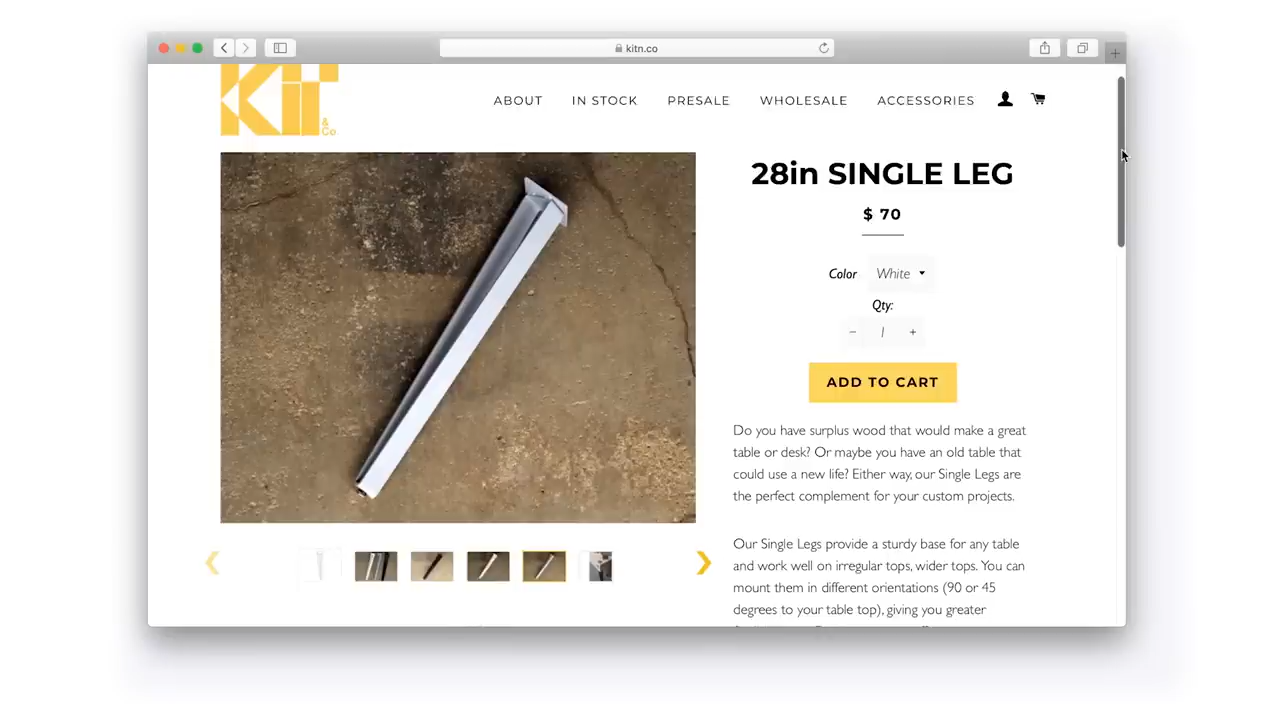 kitn.co
Kit
& Co
ABOUT IN STOCK PRESALE WHOLESALE ACCESSORIES
28in SINGLE LEG
$ 70
Color White
Qty:
− 1 +
ADD TO CART
Do you have surplus wood that would make a great
table or desk? Or maybe you have an old table that
could use a new life? Either way, our Single Legs are
the perfect complement for your custom projects.
Our Single Legs provide a sturdy base for any table
and work well on irregular tops, wider tops. You can
mount them in different orientations (90 or 45
degrees to your table top), giving you greater